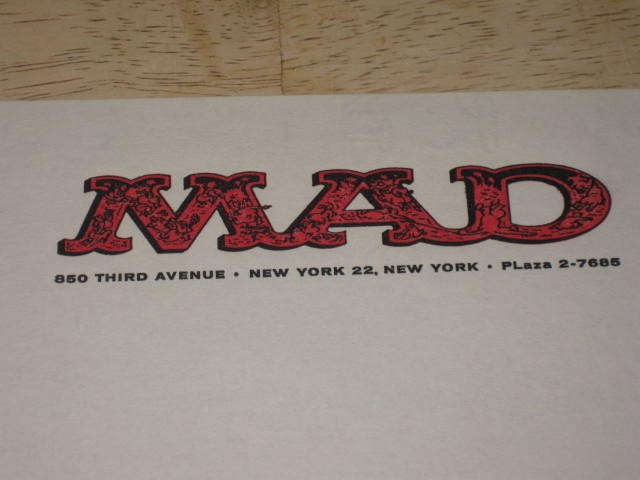 MAD
850 THIRD AVENUE • NEW YORK 22, NEW YORK • PLaza 2-7685